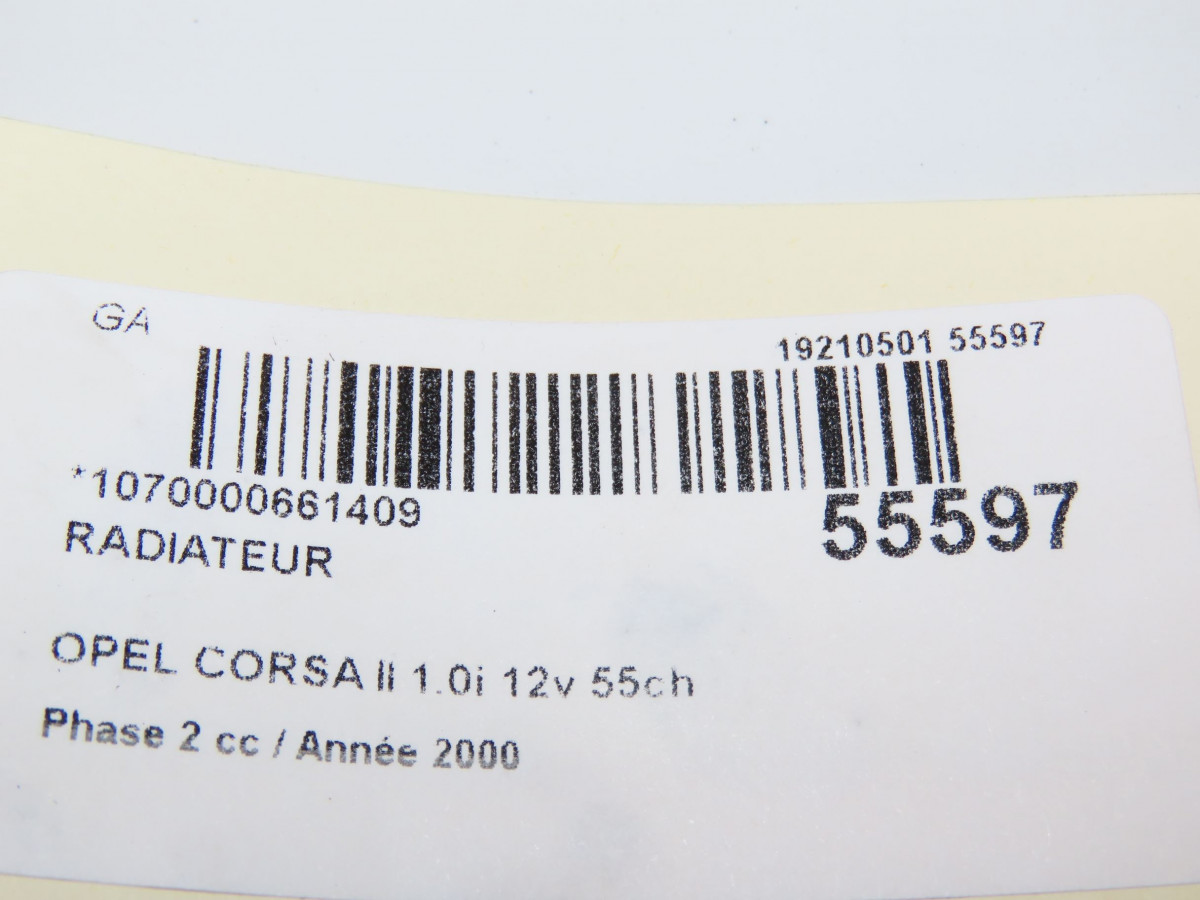 GA
19210501 55597
*1070000661409
55597
RADIATEUR
OPEL CORSA II 1.0i 12v 55ch
Phase 2 cc / Année 2000